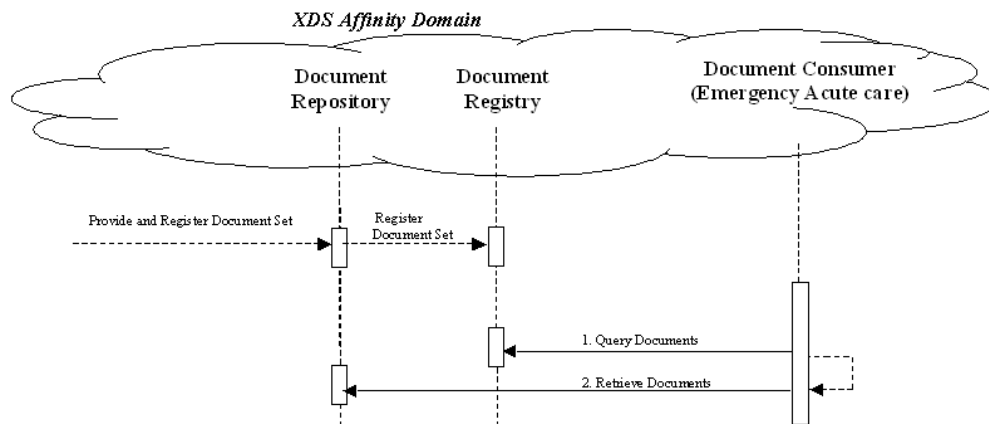 XDS Affinity Domain
Document
Repository
Document
Registry
Document Consumer
(Emergency Acute care)
Provide and Register Document Set
Register
Document Set
1. Query Documents
2. Retrieve Documents